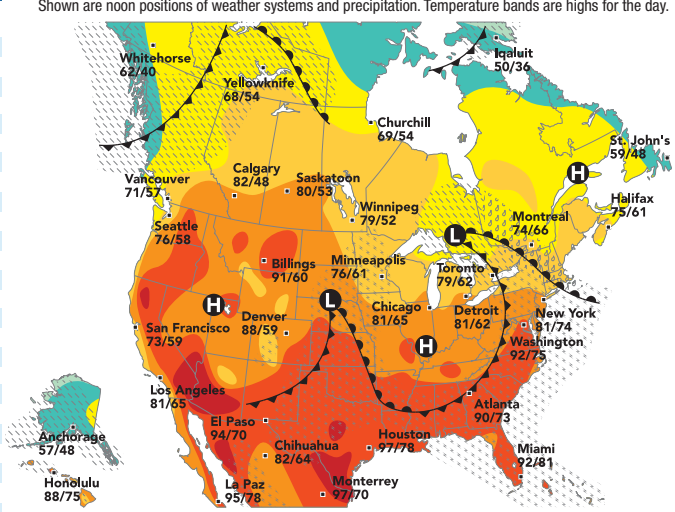 Shown are noon positions of weather systems and precipitation. Temperature bands are highs for the day.
Whitehorse
62/40
Yellowknife
68/54
Iqaluit
50/36
Churchill
69/54
St. John's
59/48
H
Vancouver
71/57
Calgary
82/48
Saskatoon
80/53
Winnipeg
79/52
Halifax
75/61
Montreal
74/66
Seattle
76/58
L
Billings
91/60
Minneapolis
76/61
Toronto
79/62
H
L
Denver
88/59
Chicago
81/65
Detroit
81/62
New York
81/74
San Francisco
73/59
H
Washington
92/75
Los Angeles
81/65
Atlanta
90/73
El Paso
94/70
Anchorage
57/48
Chihuahua
82/64
Houston
97/78
Miami
92/81
Honolulu
88/75
La Paz
95/78
Monterrey
97/70